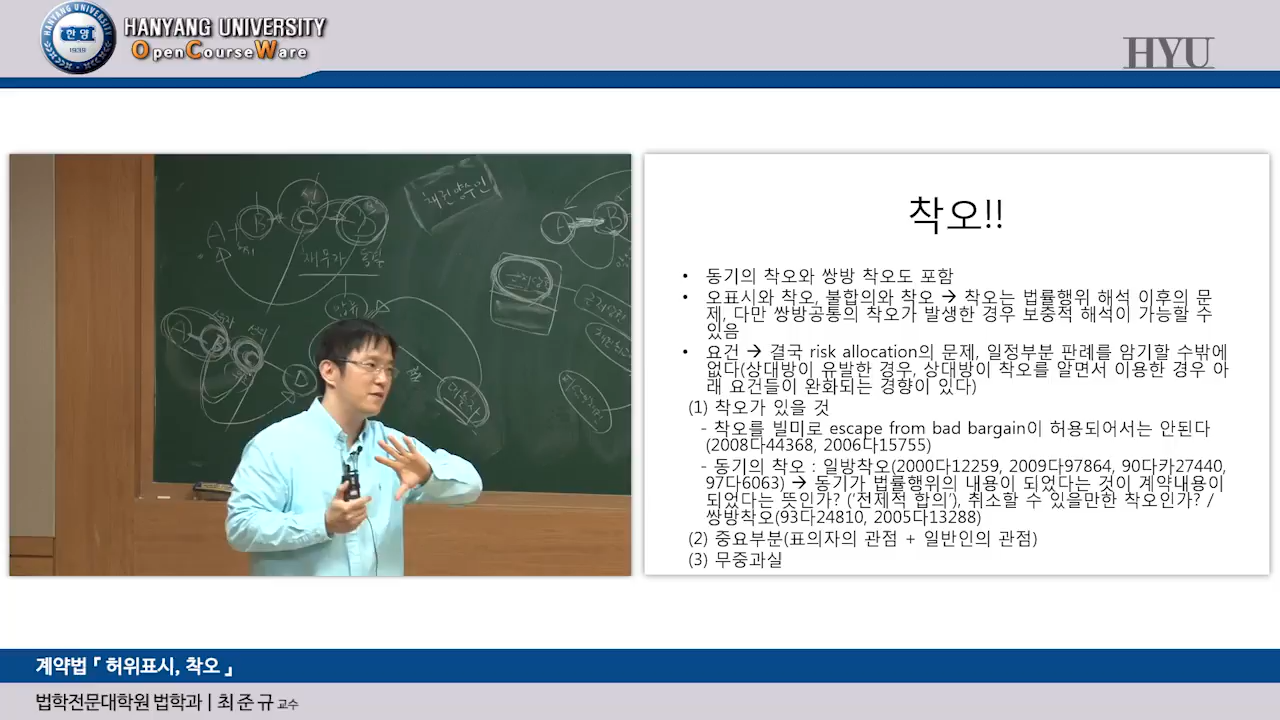 HANYANG UNIVERSITY
OpenCourseWare
한양
1939
HYU
채권양수인
A
B
C
D
A
B
A
B
C
D
착오!!
• 동기의 착오와 쌍방 착오도 포함
• 오표시와 착오, 불합의와 착오 → 착오는 법률행위 해석 이후의 문
제, 다만 쌍방공통의 착오가 발생한 경우 보충적 해석이 가능할 수
있음
• 요건 → 결국 risk allocation의 문제, 일정부분 판례를 암기할 수밖에
없다(상대방이 유발한 경우, 상대방이 착오를 알면서 이용한 경우 아
래 요건들이 완화되는 경향이 있다)
(1) 착오가 있을 것
- 착오를 빌미로 escape from bad bargain이 허용되어서는 안된다
(2008다44368, 2006다15755)
- 동기의 착오 : 일방착오(2000다12259, 2009다97864, 90다카27440,
97다6063) → 동기가 법률행위의 내용이 되었다는 것이 계약내용이
되었다는 뜻인가? ('전제적 합의'), 취소할 수 있을만한 착오인가? /
쌍방착오(93다24810, 2005다13288)
(2) 중요부분(표의자의 관점 + 일반인의 관점)
(3) 무중과실
계약법『 허위표시, 착오 』
법학전문대학원 법학과 | 최 준 규 교수